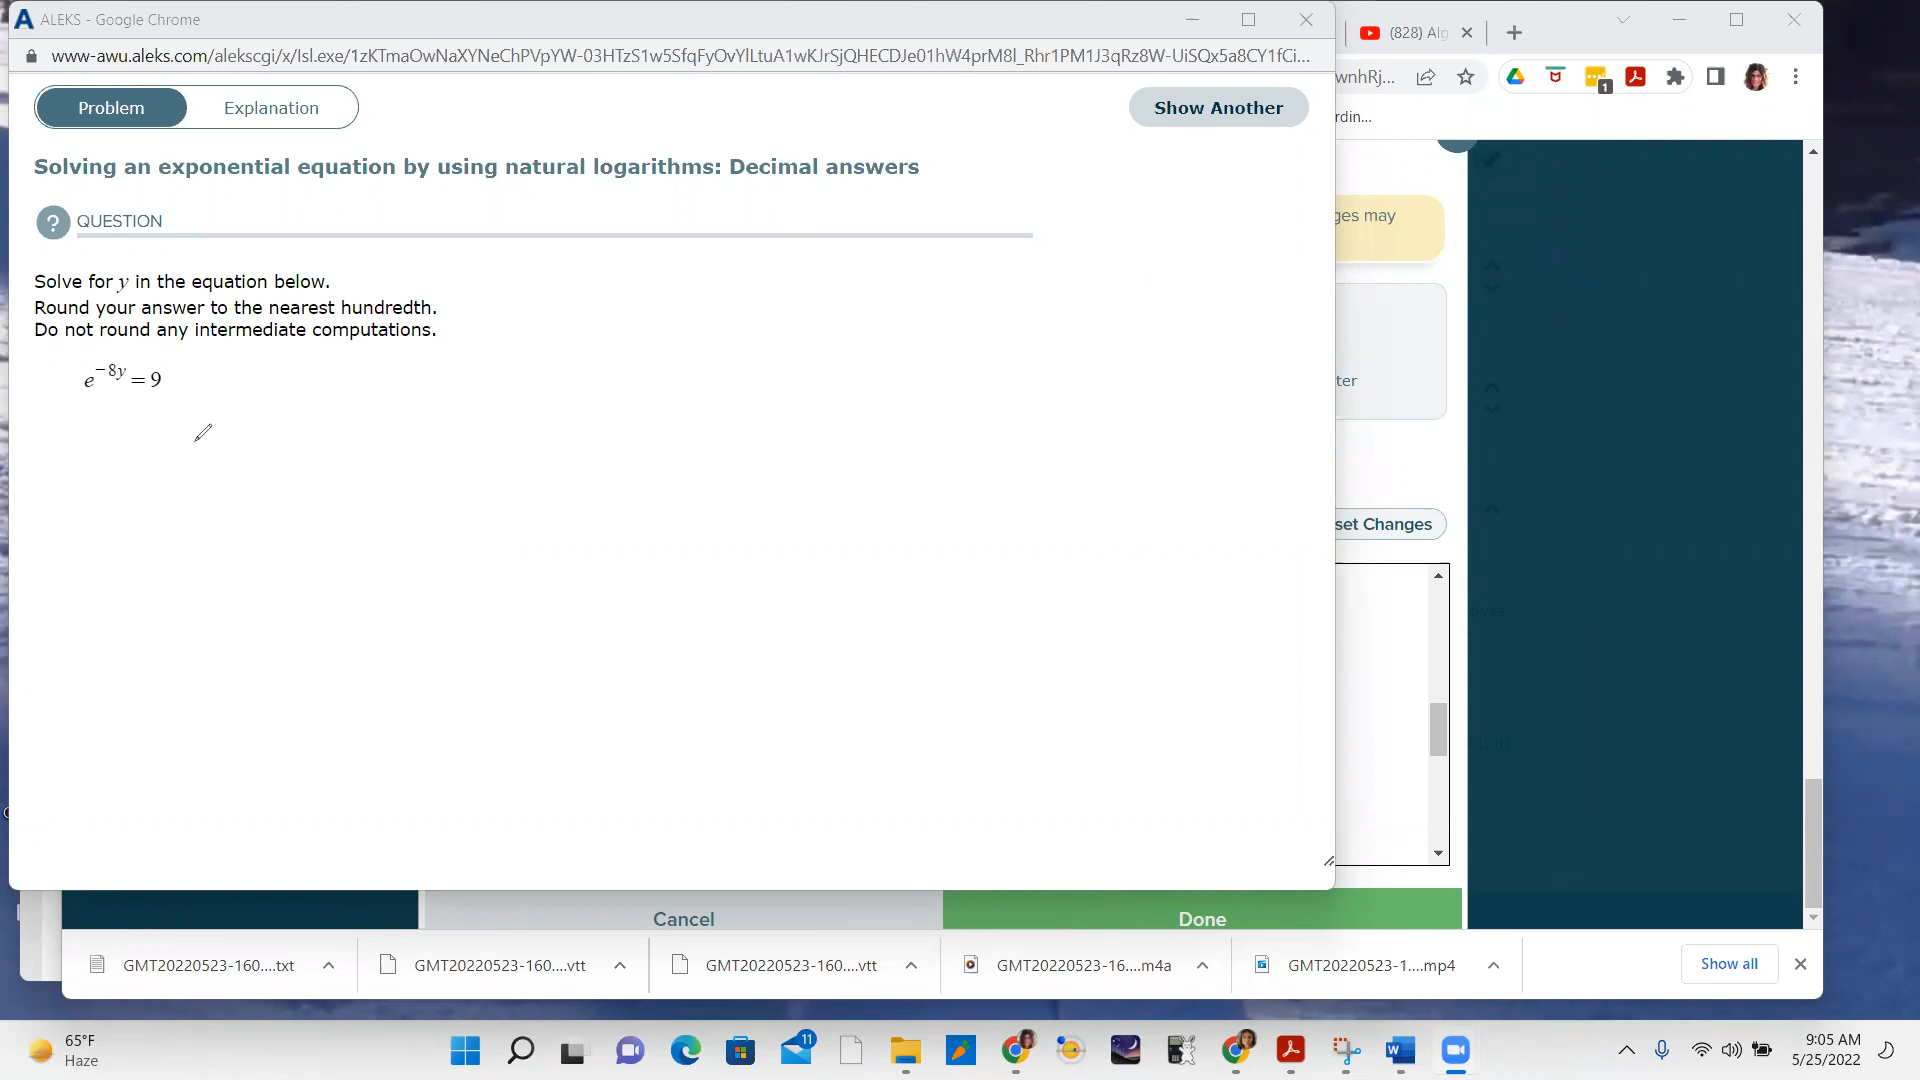 ALEKS - Google Chrome
(828) Alg
www-awu.aleks.com/alekscgi/x/Isl.exe/1zKTmaOwNaXYNeChPVpYW-03HTzS1w5SfqFyOvYlLtuA1wKJrSjQHECDJe01hW4prM8l_Rhr1PM1J3qRz8W-UiSQx5a8CY1fCi...
wnhRj...
1
Problem
Explanation
Show Another
rdin...
Solving an exponential equation by using natural logarithms: Decimal answers
? QUESTION
ges may
Solve for y in the equation below.
Round your answer to the nearest hundredth.
Do not round any intermediate computations.
e^{-8y} = 9
ter
set Changes
Cancel
Done
GMT20220523-160....txt
GMT20220523-160....vtt
GMT20220523-160....vtt
GMT20220523-16....m4a
GMT20220523-1....mp4
Show all
65°F
Haze
11
9:05 AM
5/25/2022